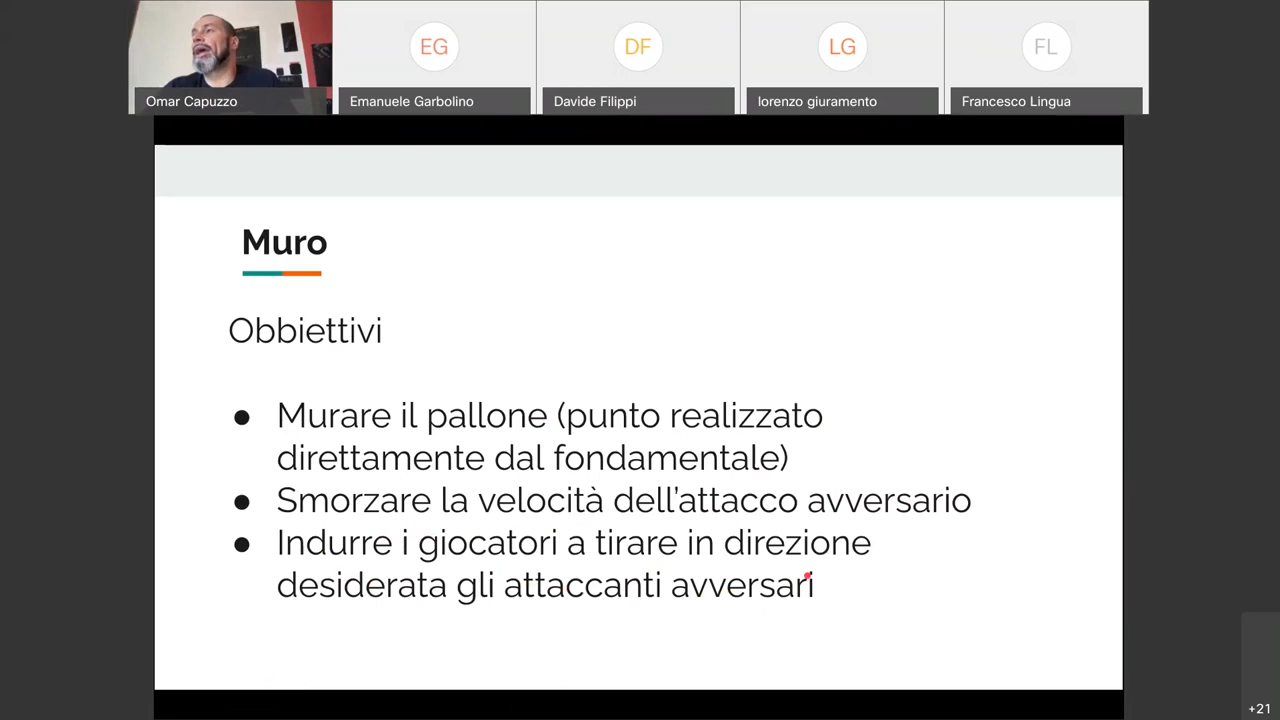 EG
DF
LG
FL
Omar Capuzzo
Emanuele Garbolino
Davide Filippi
lorenzo giuramento
Francesco Lingua
Muro
Obbiettivi
● Murare il pallone (punto realizzato
direttamente dal fondamentale)
● Smorzare la velocità dell'attacco avversario
● Indurre i giocatori a tirare in direzione
desiderata gli attaccanti avversari
+21